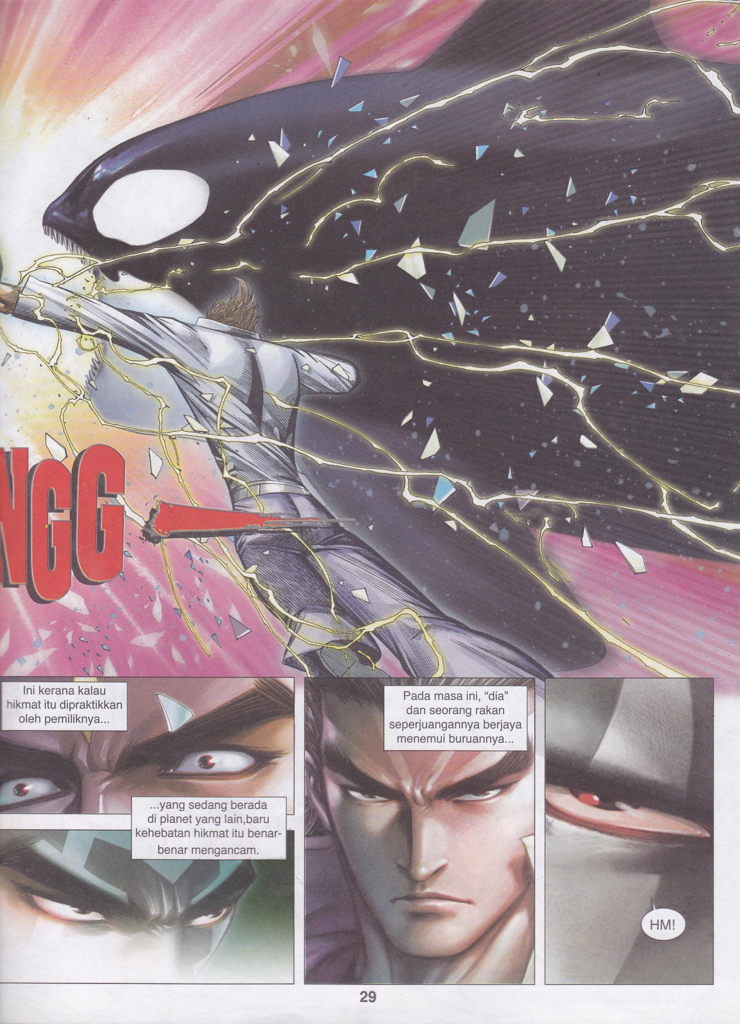 NGG
Ini kerana kalau
hikmat itu dipraktikkan
oleh pemiliknya...
...yang sedang berada
di planet yang lain,baru
kehebatan hikmat itu benar-
benar mengancam.
Pada masa ini, “dia”
dan seorang rakan
seperjuangannya berjaya
menemui buruannya...
HM!
29